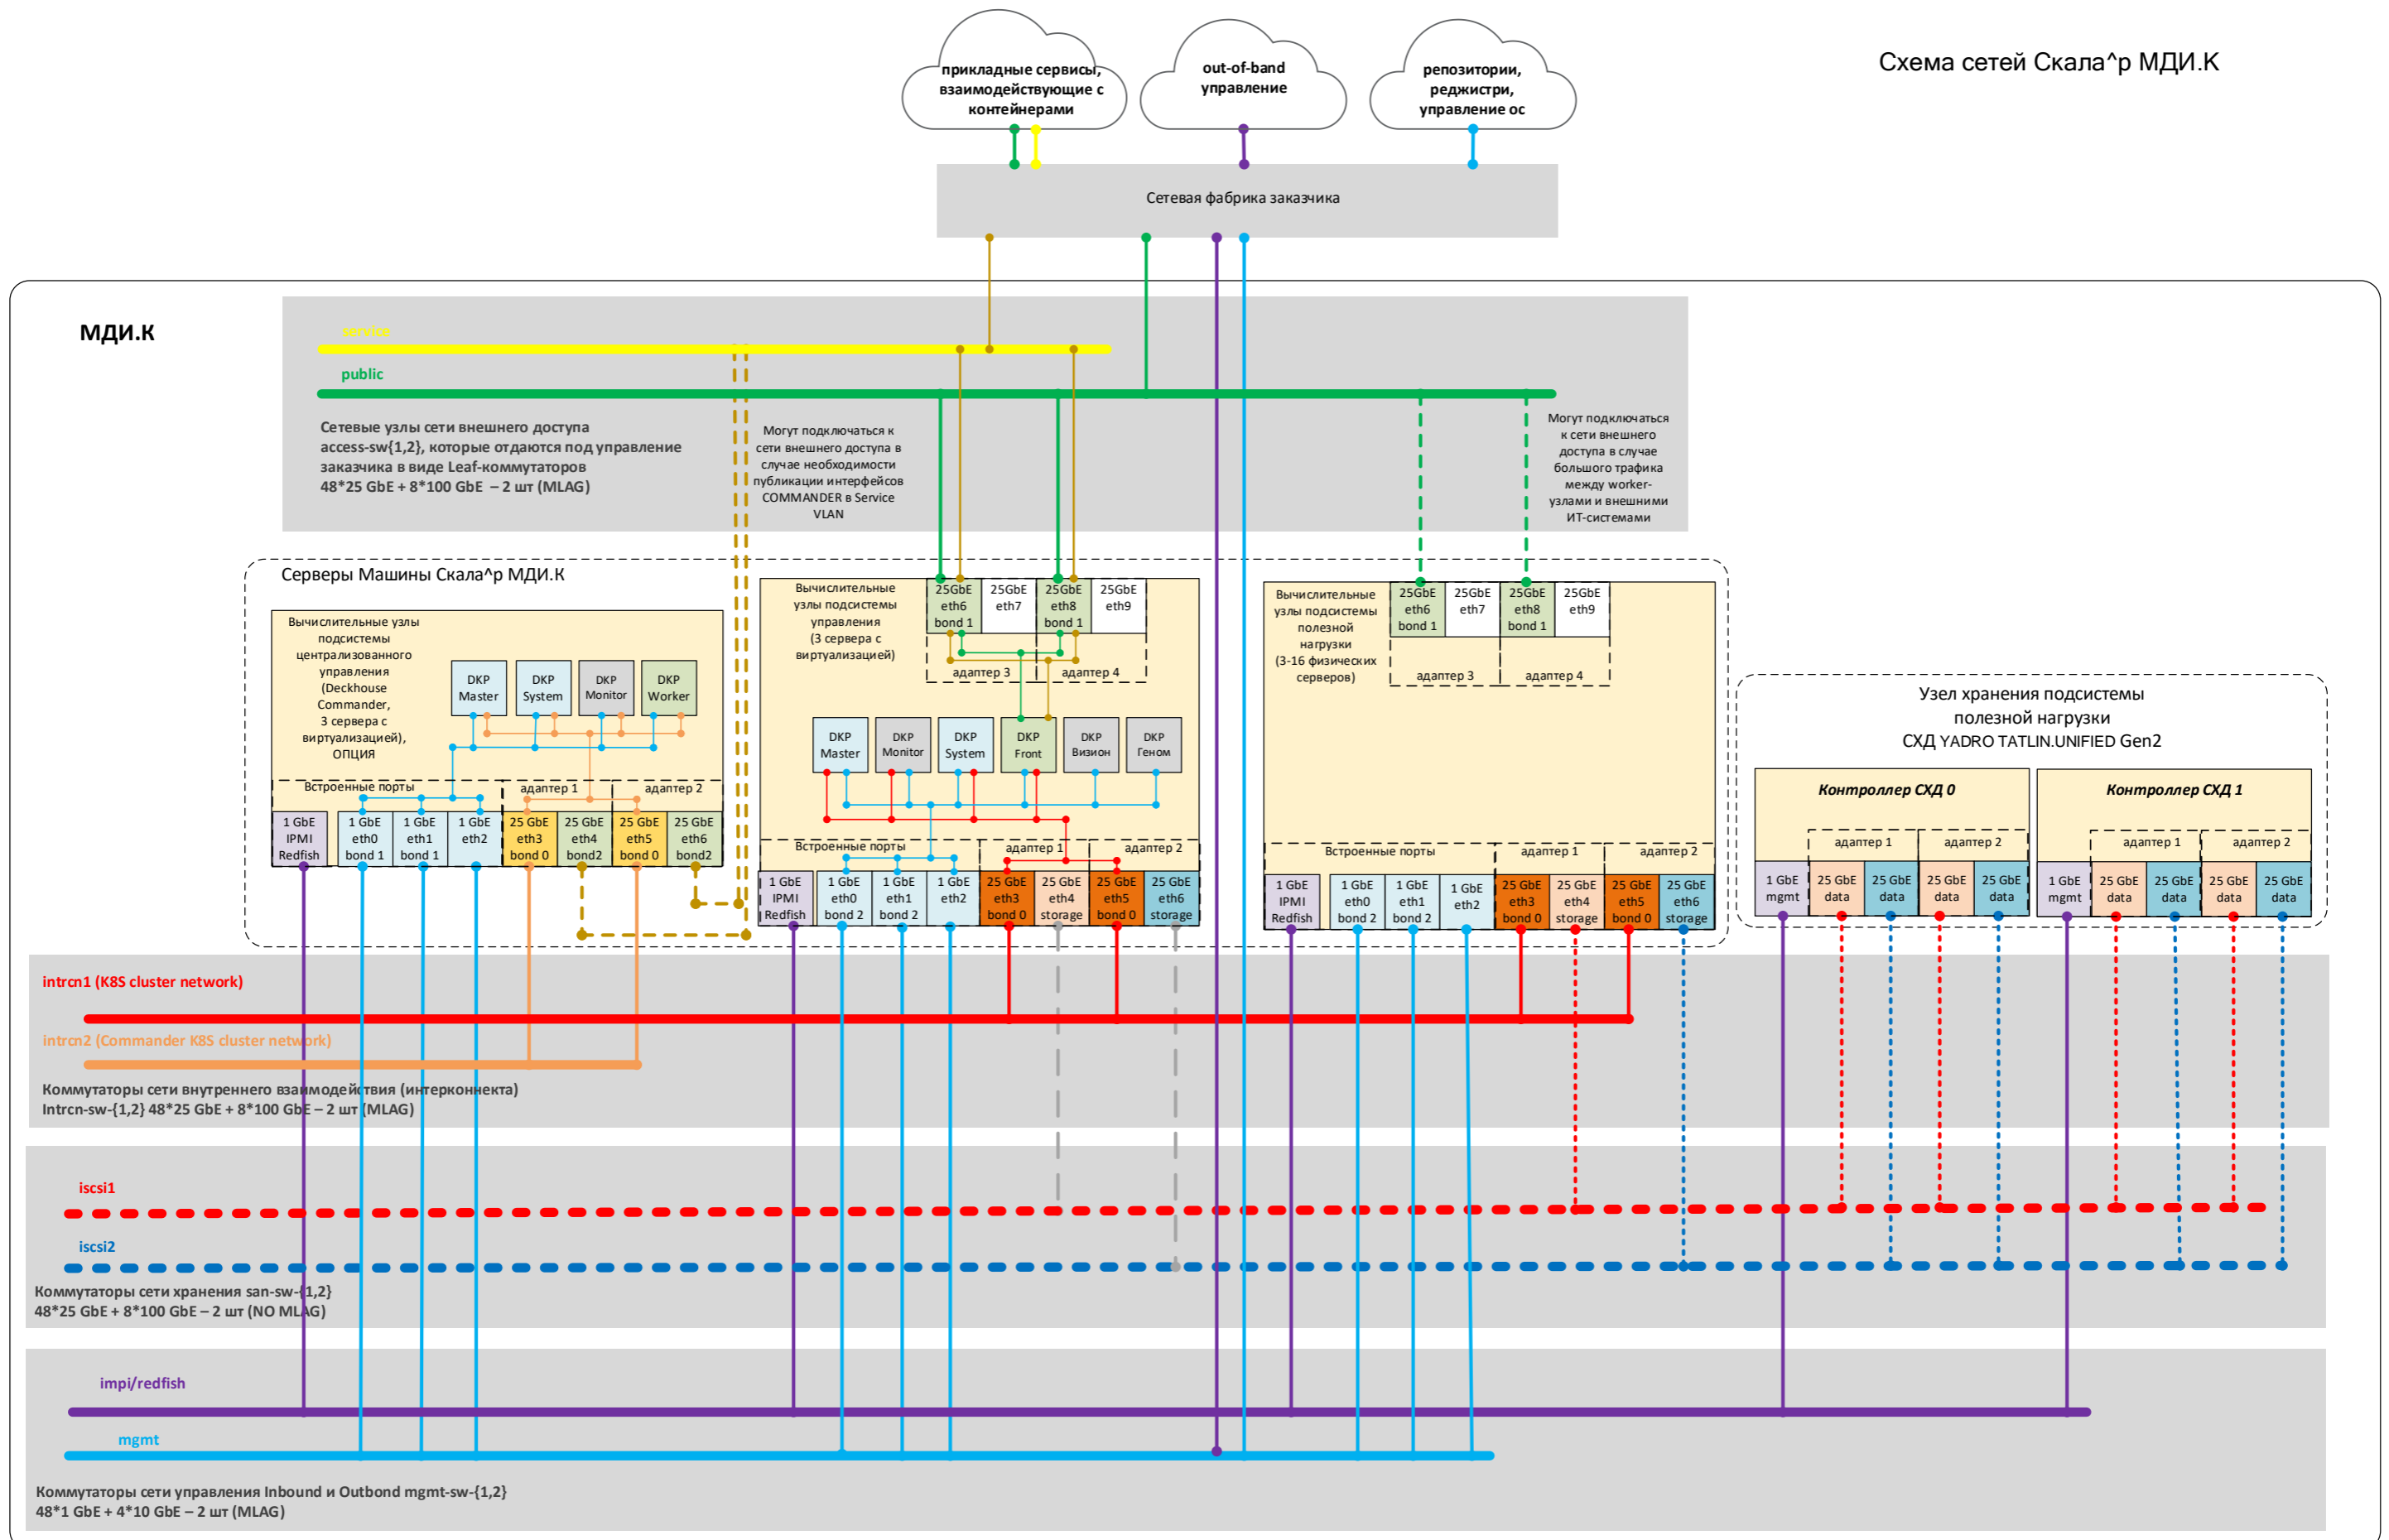 Схема сетей Скала^р МДИ.К
прикладные сервисы,
взаимодействующие с
контейнерами
out-of-band
управление
репозитории,
реджистри,
управление ос
Сетевая фабрика заказчика
МДИ.К
service
public
Сетевые узлы сети внешнего доступа
access-sw{1,2}, которые отдаются под управление
заказчика в виде Leaf-коммутаторов
48*25 GbE + 8*100 GbE – 2 шт (MLAG)
Могут подключаться к
сети внешнего доступа в
случае необходимости
публикации интерфейсов
COMMANDER в Service
VLAN
Могут подключаться
к сети внешнего
доступа в случае
большого трафика
между worker-
узлами и внешними
ИТ-системами
Серверы Машины Скала^р МДИ.К
Вычислительные узлы
подсистемы
централизованного
управления
(Deckhouse
Commander,
3 сервера с
виртуализацией),
ОПЦИЯ
DKP
Master
DKP
System
DKP
Monitor
DKP
Worker
Встроенные порты
адаптер 1
адаптер 2
1 GbE
IPMI
Redfish
1 GbE
eth0
bond 1
1 GbE
eth1
bond 1
1 GbE
eth2
25 GbE
eth3
bond 0
25 GbE
eth4
bond2
25 GbE
eth5
bond 0
25 GbE
eth6
bond2
Вычислительные
узлы подсистемы
управления
(3 сервера с
виртуализацией)
25GbE
eth6
bond 1
25GbE
eth7
25GbE
eth8
bond 1
25GbE
eth9
адаптер 3
адаптер 4
DKP
Master
DKP
Monitor
DKP
System
DKP
Front
DKP
Визион
DKP
Геном
Встроенные порты
адаптер 1
адаптер 2
1 GbE
IPMI
Redfish
1 GbE
eth0
bond 2
1 GbE
eth1
bond 2
1 GbE
eth2
25 GbE
eth3
bond 0
25 GbE
eth4
storage
25 GbE
eth5
bond 0
25 GbE
eth6
storage
Вычислительные
узлы подсистемы
полезной
нагрузки
(3-16 физических
серверов)
25GbE
eth6
bond 1
25GbE
eth7
25GbE
eth8
bond 1
25GbE
eth9
адаптер 3
адаптер 4
Встроенные порты
адаптер 1
адаптер 2
1 GbE
IPMI
Redfish
1 GbE
eth0
bond 2
1 GbE
eth1
bond 2
1 GbE
eth2
25 GbE
eth3
bond 0
25 GbE
eth4
storage
25 GbE
eth5
bond 0
25 GbE
eth6
storage
Узел хранения подсистемы
полезной нагрузки
СХД YADRO TATLIN.UNIFIED Gen2
Контроллер СХД 0
адаптер 1
адаптер 2
1 GbE
mgmt
25 GbE
data
25 GbE
data
25 GbE
data
25 GbE
data
Контроллер СХД 1
адаптер 1
адаптер 2
1 GbE
mgmt
25 GbE
data
25 GbE
data
25 GbE
data
25 GbE
data
intrcn1 (K8S cluster network)
intrcn2 (Commander K8S cluster network)
Коммутаторы сети внутреннего взаимодействия (интерконнекта)
Intrcn-sw-{1,2} 48*25 GbE + 8*100 GbE – 2 шт (MLAG)
iscsi1
iscsi2
Коммутаторы сети хранения san-sw-{1,2}
48*25 GbE + 8*100 GbE – 2 шт (NO MLAG)
impi/redfish
mgmt
Коммутаторы сети управления Inbound и Outbond mgmt-sw-{1,2}
48*1 GbE + 4*10 GbE – 2 шт (MLAG)